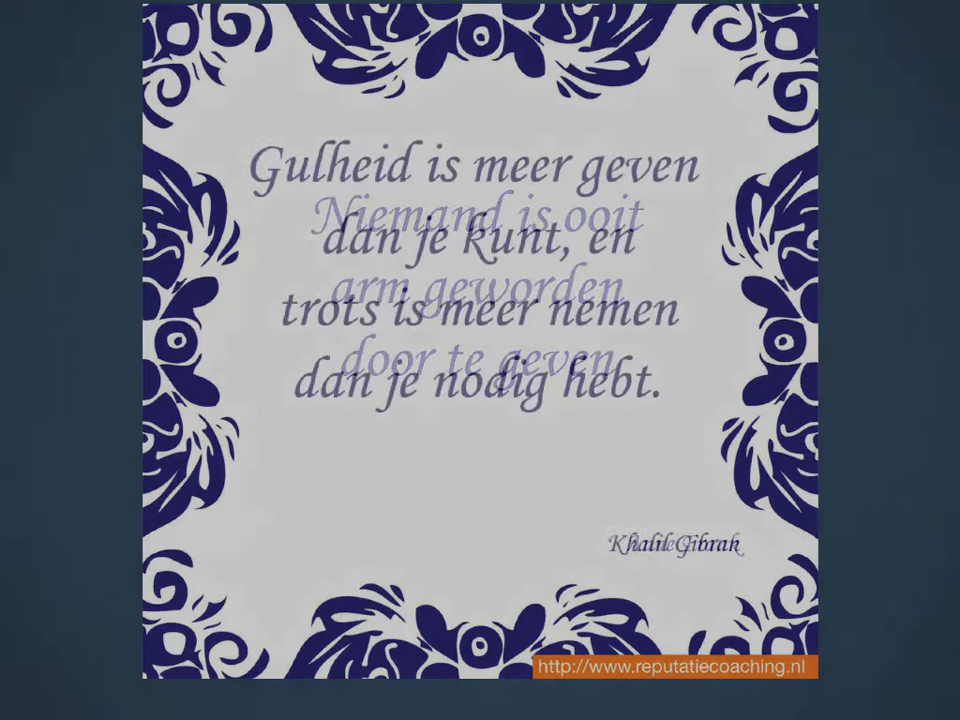 Gulheid is meer geven
Niemand is ooit
dan je kunt, en
arm geworden
trots is meer nemen
door te geven
dan je nodig hebt.
Khalil Gibran
http://www.reputatiecoaching.nl